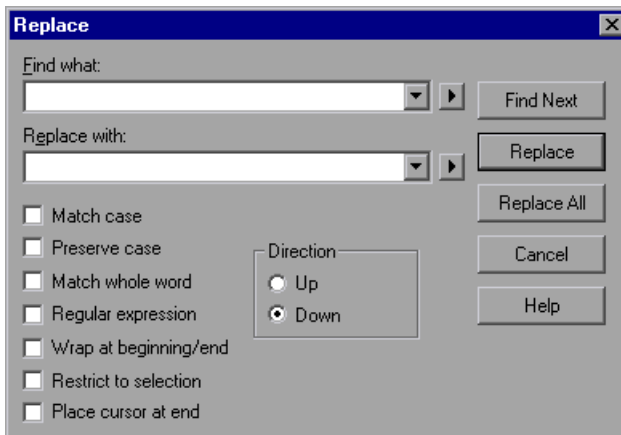 Replace
Find what:
Find Next
Replace with:
Replace
Replace All
Match case
Preserve case
Match whole word
Regular expression
Wrap at beginning/end
Restrict to selection
Place cursor at end
Direction
Up
Down
Cancel
Help